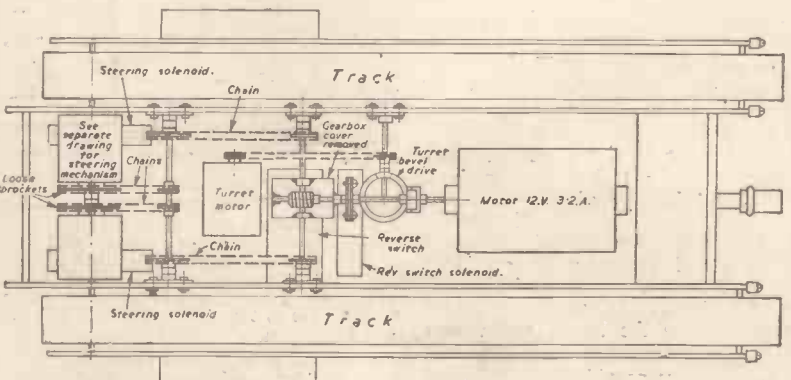 Track
Steering solenoid.
Chain
See
separate
drawing
for
steering
mechanism
Chains
Loose
sprockets
Gearbox
cover
removed
Turret
bevel
drive
Turret
motor
Motor 12.V. 3·2.A.
Reverse
switch
Chain
Rev switch solenoid.
Steering solenoid
Track